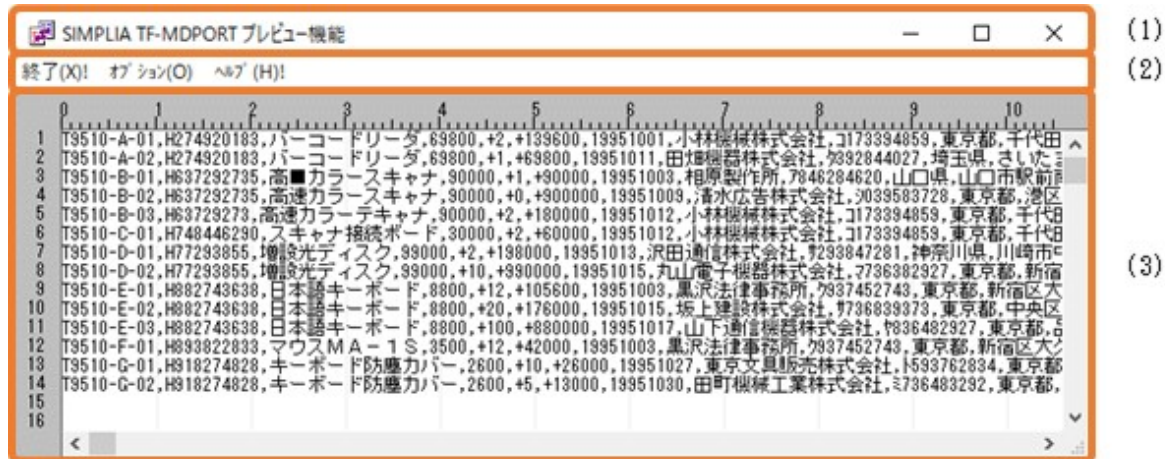 SIMPLIA TF-MDPORT プレビュー機能 (1)
終了(X)! オプション(O) ヘルプ(H)! (2)
0 1 2 3 4 5 6 7 8 9 10
1 T9510-A-01,H274920183,バーコードリーダ,69800,+2,+139600,19951001,小林機械株式会社,コ173394859,東京都,千代田
2 T9510-A-02,H274920183,バーコードリーダ,69800,+1,+69800,19951011,田畑機器株式会社,タ392844027,埼玉県,さいたま
3 T9510-B-01,H637292735,高■カラースキャナ,90000,+1,+90000,19951003,相原製作所,ア846284620,山口県,山口市駅前
4 T9510-B-02,H637292735,高速カラースキャナ,90000,+0,+900000,19951009,清水広告株式会社,シ039583728,東京都,港区
5 T9510-B-03,H63729273,高速カラーテキャナ,90000,+2,+180000,19951012,小林機械株式会社,コ173394859,東京都,千代田
6 T9510-C-01,H748446290,スキャナ接続ボード,30000,+2,+60000,19951012,小林機械株式会社,コ173394859,東京都,千代田
7 T9510-D-01,H77293855,増設光ディスク,99000,+2,+198000,19951013,沢田通信株式会社,サ293847281,神奈川県,川崎市
8 T9510-D-02,H77293855,増設光ディスク,99000,+10,+990000,19951015,丸山電子機器株式会社,マ736382927,東京都,新宿 (3)
9 T9510-E-01,H882743638,日本語キーボード,8800,+12,+105600,19951003,黒沢法律事務所,ク937452743,東京都,新宿区大
10 T9510-E-02,H882743638,日本語キーボード,8800,+20,+176000,19951015,坂上建設株式会社,サ736839373,東京都,中央区
11 T9510-E-03,H882743638,日本語キーボード,8800,+100,+880000,19951017,山下通信機器株式会社,ヤ836482927,東京都,
12 T9510-F-01,H893822833,マウスMA－1S,3500,+12,+42000,19951003,黒沢法律事務所,ク937452743,東京都,新宿区大
13 T9510-G-01,H918274828,キーボード防塵カバー,2600,+10,+26000,19951027,東京文具販売株式会社,ト593762834,東京都
14 T9510-G-02,H918274828,キーボード防塵カバー,2600,+5,+13000,19951030,田町機械工業株式会社,ミ736483292,東京都,
15
16